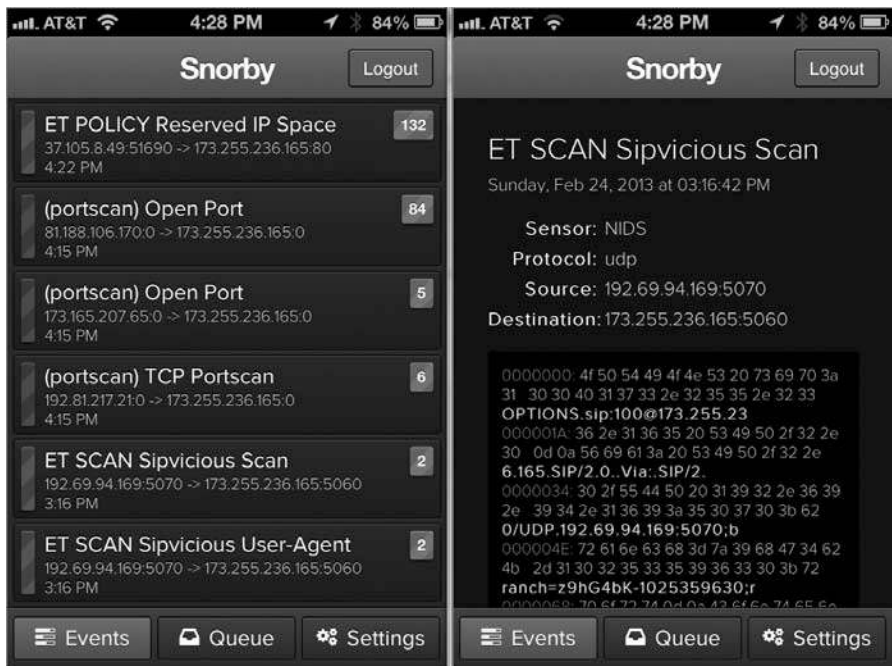 AT&T 4:28 PM 84%
Snorby Logout
ET POLICY Reserved IP Space 132
37.105.8.49:51690 -> 173.255.236.165:80
4:22 PM
(portscan) Open Port 84
81.188.106.170:0 -> 173.255.236.165:0
4:15 PM
(portscan) Open Port 5
173.165.207.65:0 -> 173.255.236.165:0
4:15 PM
(portscan) TCP Portscan 6
192.81.217.21:0 -> 173.255.236.165:0
4:15 PM
ET SCAN Sipvicious Scan 2
192.69.94.169:5070 -> 173.255.236.165:5060
3:16 PM
ET SCAN Sipvicious User-Agent 2
192.69.94.169:5070 -> 173.255.236.165:5060
3:16 PM
Events Queue Settings
AT&T 4:28 PM 84%
Snorby Logout
ET SCAN Sipvicious Scan
Sunday, Feb 24, 2013 at 03:16:42 PM
Sensor: NIDS
Protocol: udp
Source: 192.69.94.169:5070
Destination: 173.255.236.165:5060
0000000: 4f 50 54 49 4f 4e 53 20 73 69 70 3a
31 30 30 40 31 37 33 2e 32 35 35 2e 32 33
OPTIONS.sip:100@173.255.23
000001A: 36 2e 31 36 35 20 53 49 50 2f 32 2e
30 0d 0a 56 69 61 3a 20 53 49 50 2f 32 2e
6.165.SIP/2.0..Via:.SIP/2.
0000034: 30 2f 55 44 50 20 31 39 32 2e 36 39
2e 39 34 2e 31 36 39 3a 35 30 37 30 3b 62
0/UDP.192.69.94.169:5070;b
000004E: 72 61 6e 63 68 3d 7a 39 68 47 34 62
4b 2d 31 30 32 35 33 35 39 36 33 30 3b 72
ranch=z9hG4bK-1025359630;r
0000068: 70 6f 72 74 0d 0a 43 6f 6e 74 65 6e
Events Queue Settings